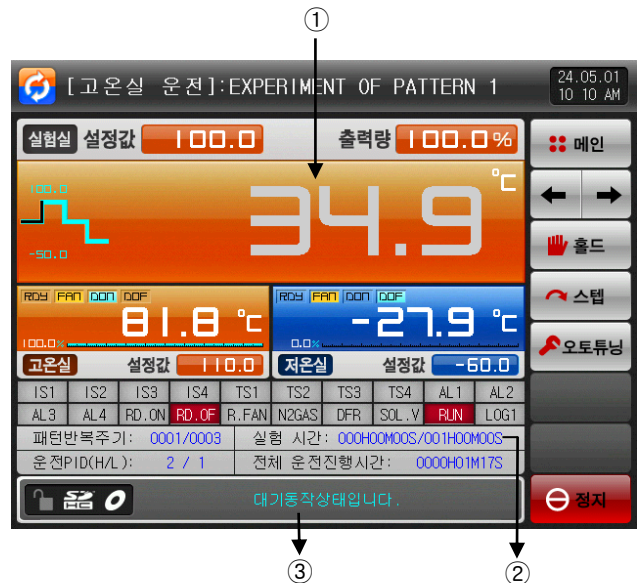 ①
[고온실 운전]:EXPERIMENT OF PATTERN 1
24.05.01
10 10 AM
실험실 설정값 100.0 출력량 100.0%
메인
100.0
-50.0
34.9 °C
홀드
스텝
오토튜닝
RDY FAN DON DOF
81.8 °C
100.0%
고온실 설정값 110.0
RDY FAN DON DOF
-27.9 °C
0.0%
저온실 설정값 -60.0
IS1 IS2 IS3 IS4 TS1 TS2 TS3 TS4 AL1 AL2
AL3 AL4 RD.ON RD.OF R.FAN N2GAS DFR SOL.V RUN LOG1
패턴반복주기: 0001/0003 실험 시간: 000H00M00S/001H00M00S
운전PID(H/L): 2 / 1 전체 운전진행시간: 0000H01M17S
SD HC
대기동작상태입니다.
정지
③
②